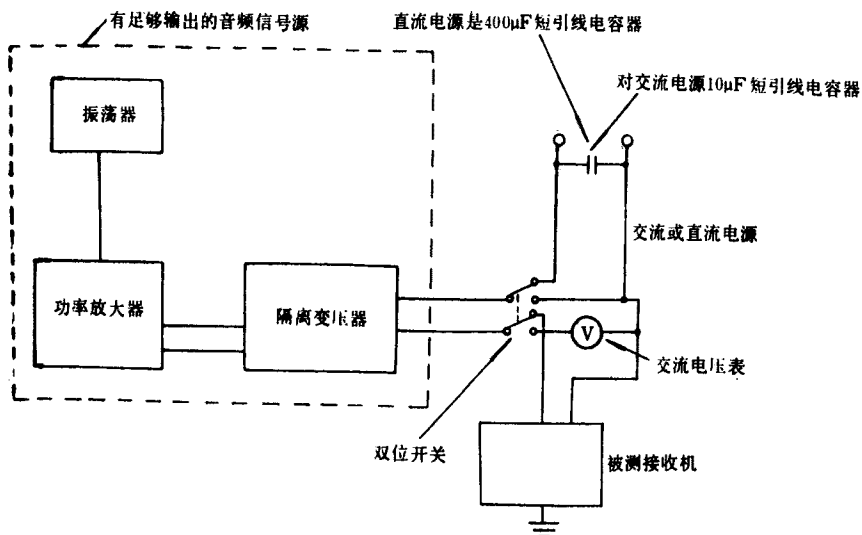 有足够输出的音频信号源
直流电源是400μF短引线电容器
对交流电源10μF短引线电容器
振荡器
交流或直流电源
功率放大器
隔离变压器
V
交流电压表
双位开关
被测接收机